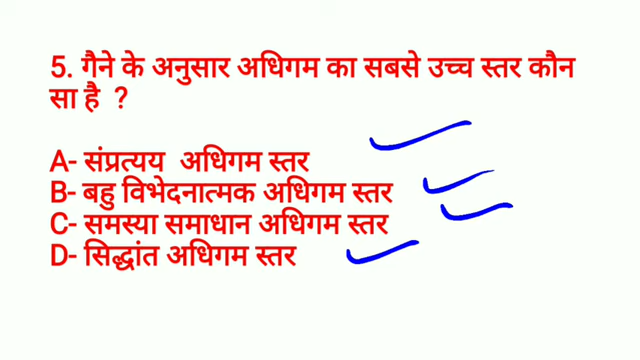 5. गैने के अनुसार अधिगम का सबसे उच्च स्तर कौन
सा है ?
A- संप्रत्यय अधिगम स्तर
B- बहु विभेदनात्मक अधिगम स्तर
C- समस्या समाधान अधिगम स्तर
D- सिद्धांत अधिगम स्तर